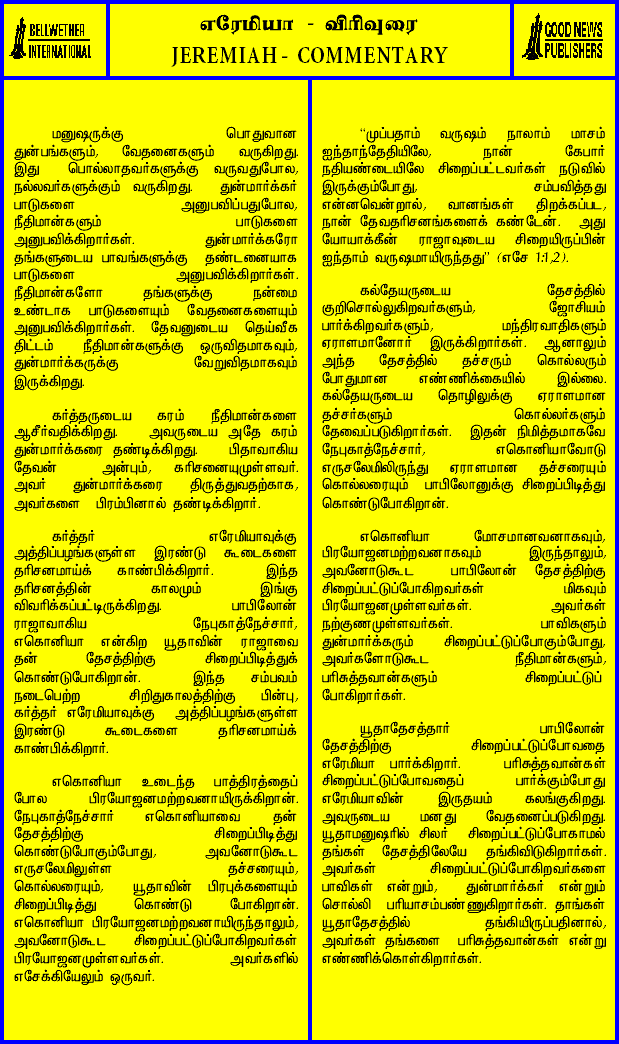 BELLWETHER
INTERNATIONAL
எரேமியா - விரிவுரை
JEREMIAH - COMMENTARY
GOOD NEWS
PUBLISHERS
மனுஷருக்கு பொதுவான
துன்பங்களும், வேதனைகளும் வருகிறது.
இது பொல்லாதவர்களுக்கு வருவதுபோல,
நல்லவர்களுக்கும் வருகிறது. துன்மார்க்கர்
பாடுகளை அனுபவிப்பதுபோல,
நீதிமான்களும் பாடுகளை
அனுபவிக்கிறார்கள். துன்மார்க்கரோ
தங்களுடைய பாவங்களுக்கு தண்டனையாக
பாடுகளை அனுபவிக்கிறார்கள்.
நீதிமான்களோ தங்களுக்கு நன்மை
உண்டாக பாடுகளையும் வேதனைகளையும்
அனுபவிக்கிறார்கள். தேவனுடைய தெய்வீக
திட்டம் நீதிமான்களுக்கு ஒருவிதமாகவும்,
துன்மார்க்கருக்கு வேறுவிதமாகவும்
இருக்கிறது.
கர்த்தருடைய கரம் நீதிமான்களை
ஆசீர்வதிக்கிறது. அவருடைய அதே கரம்
துன்மார்க்கரை தண்டிக்கிறது. பிதாவாகிய
தேவன் அன்பும், கரிசனையுமுள்ளவர்.
அவர் துன்மார்க்கரை திருத்துவதற்காக,
அவர்களை பிரம்பினால் தண்டிக்கிறார்.
கர்த்தர் எரேமியாவுக்கு
அத்திப்பழங்களுள்ள இரண்டு கூடைகளை
தரிசனமாய்க் காண்பிக்கிறார். இந்த
தரிசனத்தின் காலமும் இங்கு
விவரிக்கப்பட்டிருக்கிறது. பாபிலோன்
ராஜாவாகிய நேபுகாத்நேச்சார்,
எகொனியா என்கிற யூதாவின் ராஜாவை
தன் தேசத்திற்கு சிறைப்பிடித்துக்
கொண்டுபோகிறான். இந்த சம்பவம்
நடைபெற்ற சிறிதுகாலத்திற்கு பின்பு,
கர்த்தர் எரேமியாவுக்கு அத்திப்பழங்களுள்ள
இரண்டு கூடைகளை தரிசனமாய்க்
காண்பிக்கிறார்.
எகொனியா உடைந்த பாத்திரத்தைப்
போல பிரயோஜனமற்றவனாயிருக்கிறான்.
நேபுகாத்நேச்சார் எகொனியாவை தன்
தேசத்திற்கு சிறைப்பிடித்து
கொண்டுபோகும்போது, அவனோடுகூட
எருசலேமிலுள்ள தச்சரையும்,
கொல்லரையும், யூதாவின் பிரபுக்களையும்
சிறைப்பிடித்து கொண்டு போகிறான்.
எகொனியா பிரயோஜனமற்றவனாயிருந்தாலும்,
அவனோடுகூட சிறைப்பட்டுப்போகிறவர்கள்
பிரயோஜனமுள்ளவர்கள். அவர்களில்
எசேக்கியேலும் ஒருவர்.
“முப்பதாம் வருஷம் நாலாம் மாசம்
ஐந்தாந்தேதியிலே, நான் கேபார்
நதியண்டையிலே சிறைப்பட்டவர்கள் நடுவில்
இருக்கும்போது, சம்பவித்தது
என்னவென்றால், வானங்கள் திறக்கப்பட,
நான் தேவதரிசனங்களைக் கண்டேன். அது
யோயாக்கீன் ராஜாவுடைய சிறையிருப்பின்
ஐந்தாம் வருஷமாயிருந்தது” (எசே 1:1,2).
கல்தேயருடைய தேசத்தில்
குறிசொல்லுகிறவர்களும், ஜோசியம்
பார்க்கிறவர்களும், மந்திரவாதிகளும்
ஏராளமானோர் இருக்கிறார்கள். ஆனாலும்
அந்த தேசத்தில் தச்சரும் கொல்லரும்
போதுமான எண்ணிக்கையில் இல்லை.
கல்தேயருடைய தொழிலுக்கு ஏராளமான
தச்சர்களும் கொல்லர்களும்
தேவைப்படுகிறார்கள். இதன் நிமித்தமாகவே
நேபுகாத்நேச்சார், எகொனியாவோடு
எருசலேமிலிருந்து ஏராளமான தச்சரையும்
கொல்லரையும் பாபிலோனுக்கு சிறைப்பிடித்து
கொண்டுபோகிறான்.
எகொனியா மோசமானவனாகவும்,
பிரயோஜனமற்றவனாகவும் இருந்தாலும்,
அவனோடுகூட பாபிலோன் தேசத்திற்கு
சிறைப்பட்டுப்போகிறவர்கள் மிகவும்
பிரயோஜனமுள்ளவர்கள். அவர்கள்
நற்குணமுள்ளவர்கள். பாவிகளும்
துன்மார்க்கரும் சிறைப்பட்டுப்போகும்போது,
அவர்களோடுகூட நீதிமான்களும்,
பரிசுத்தவான்களும் சிறைப்பட்டுப்
போகிறார்கள்.
யூதாதேசத்தார் பாபிலோன்
தேசத்திற்கு சிறைப்பட்டுப்போவதை
எரேமியா பார்க்கிறார். பரிசுத்தவான்கள்
சிறைப்பட்டுப்போவதைப் பார்க்கும்போது
எரேமியாவின் இருதயம் கலங்குகிறது.
அவருடைய மனது வேதனைப்படுகிறது.
யூதாமனுஷரில் சிலர் சிறைப்பட்டுப்போகாமல்
தங்கள் தேசத்திலேயே தங்கிவிடுகிறார்கள்.
அவர்கள் சிறைப்பட்டுப்போகிறவர்களை
பாவிகள் என்றும், துன்மார்க்கர் என்றும்
சொல்லி பரியாசம்பண்ணுகிறார்கள். தாங்கள்
யூதாதேசத்தில் தங்கியிருப்பதினால்,
அவர்கள் தங்களை பரிசுத்தவான்கள் என்று
எண்ணிக்கொள்கிறார்கள்.